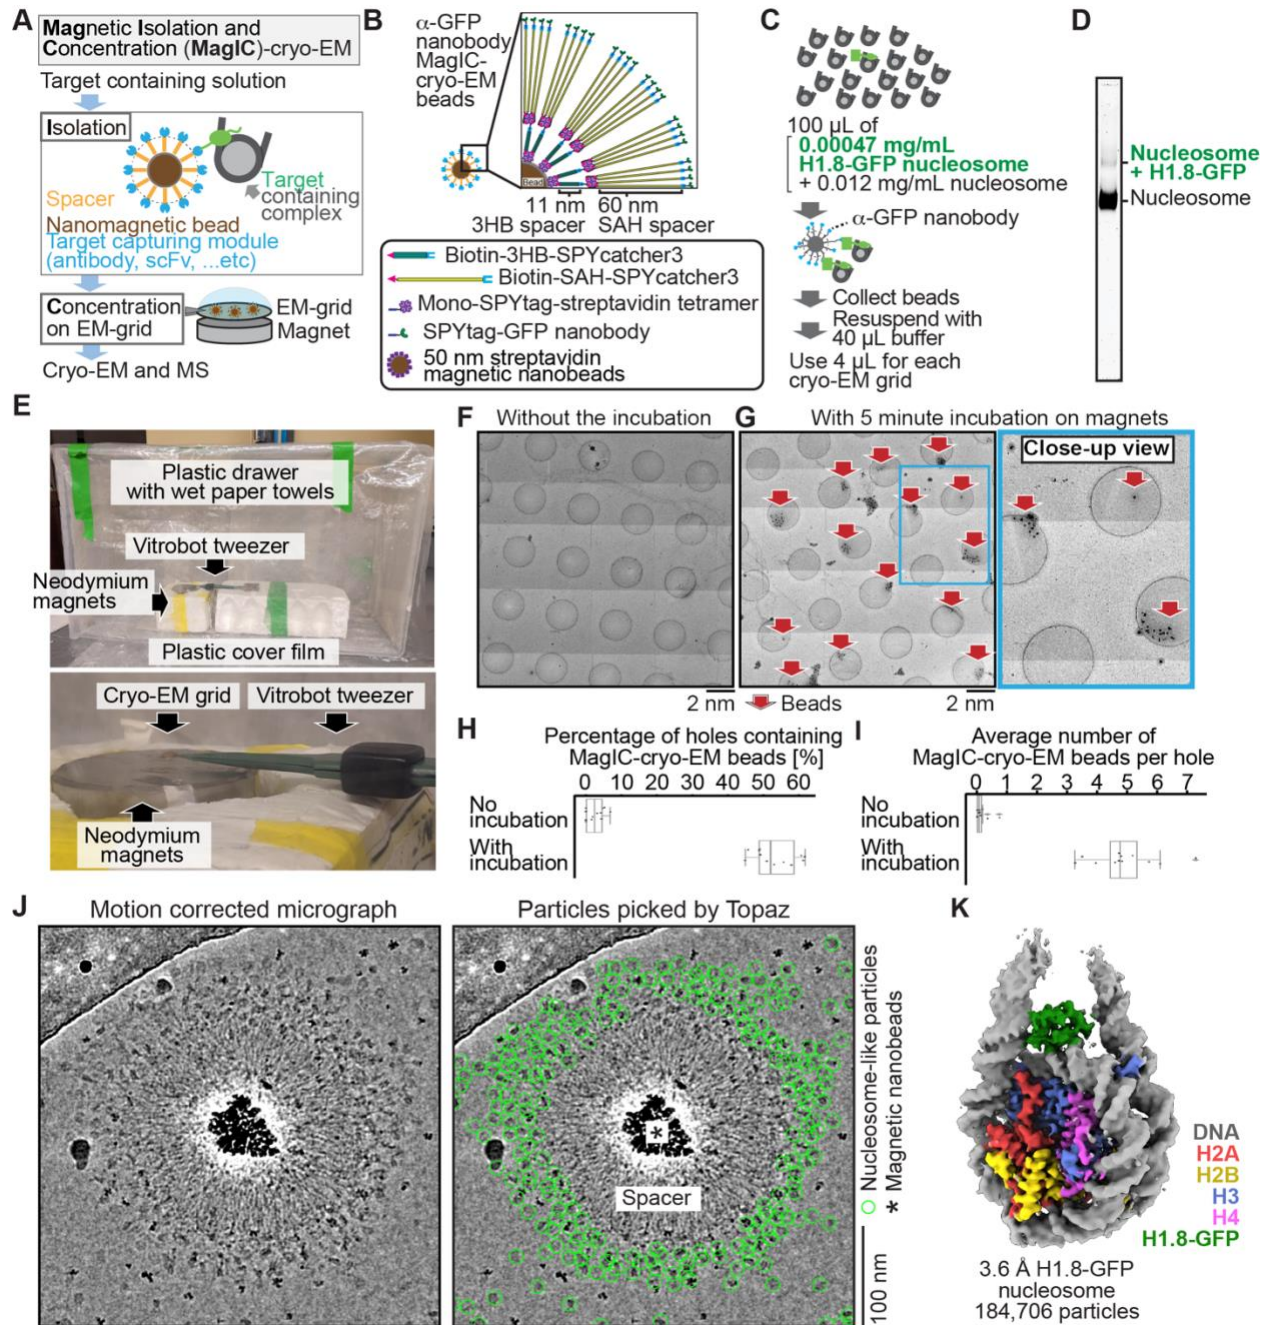 A
Magnetic Isolation and
Concentration (MagIC)-cryo-EM
Target containing solution
Isolation
Target
containing
complex
Spacer
Nanomagnetic bead
Target capturing module
(antibody, scFv, ...etc)
Concentration
on EM-grid
EM-grid
Magnet
Cryo-EM and MS
B
α-GFP
nanobody
MagIC-
cryo-EM
beads
Bead
11 nm 60 nm
3HB spacer SAH spacer
Biotin-3HB-SPYcatcher3
Biotin-SAH-SPYcatcher3
Mono-SPYtag-streptavidin tetramer
SPYtag-GFP nanobody
50 nm streptavidin
magnetic nanobeads
C
100 µL of
0.00047 mg/mL
H1.8-GFP nucleosome
+ 0.012 mg/mL nucleosome
α-GFP nanobody
Collect beads
Resuspend with
40 µL buffer
Use 4 µL for each
cryo-EM grid
D
Nucleosome
+ H1.8-GFP
Nucleosome
E
Plastic drawer
with wet paper towels
Vitrobot tweezer
Neodymium
magnets
Plastic cover film
Cryo-EM grid Vitrobot tweezer
Neodymium
magnets
F
Without the incubation
2 nm
G
With 5 minute incubation on magnets
Close-up view
Beads
2 nm
H
Percentage of holes containing
MagIC-cryo-EM beads [%]
0 10 20 30 40 50 60
No
incubation
With
incubation
I
Average number of
MagIC-cryo-EM beads per hole
0 1 2 3 4 5 6 7
No
incubation
With
incubation
J
Motion corrected micrograph
Particles picked by Topaz
*
Spacer
Nucleosome-like particles
* Magnetic nanobeads
100 nm
K
DNA
H2A
H2B
H3
H4
H1.8-GFP
3.6 Å H1.8-GFP
nucleosome
184,706 particles